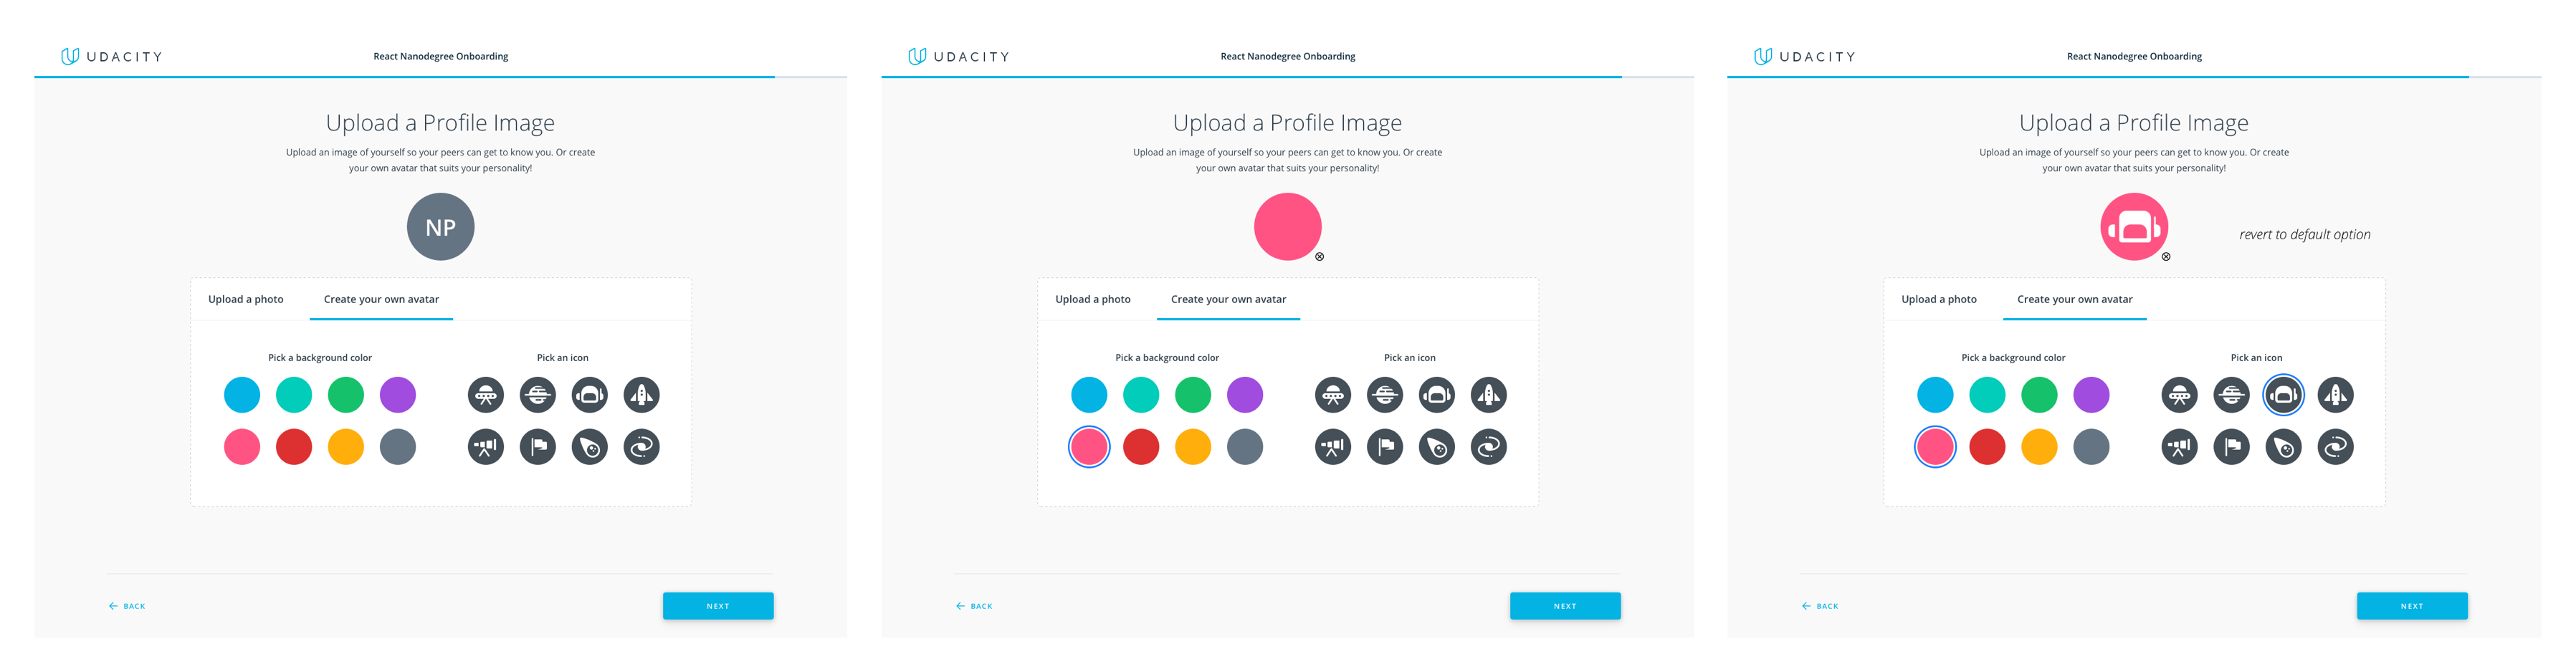 UDACITY
React Nanodegree Onboarding
Upload a Profile Image
Upload an image of yourself so your peers can get to know you. Or create
your own avatar that suits your personality!
NP
Upload a photo
Create your own avatar
Pick a background color
Pick an icon
BACK
NEXT
UDACITY
React Nanodegree Onboarding
Upload a Profile Image
Upload an image of yourself so your peers can get to know you. Or create
your own avatar that suits your personality!
Upload a photo
Create your own avatar
Pick a background color
Pick an icon
BACK
NEXT
UDACITY
React Nanodegree Onboarding
Upload a Profile Image
Upload an image of yourself so your peers can get to know you. Or create
your own avatar that suits your personality!
revert to default option
Upload a photo
Create your own avatar
Pick a background color
Pick an icon
BACK
NEXT